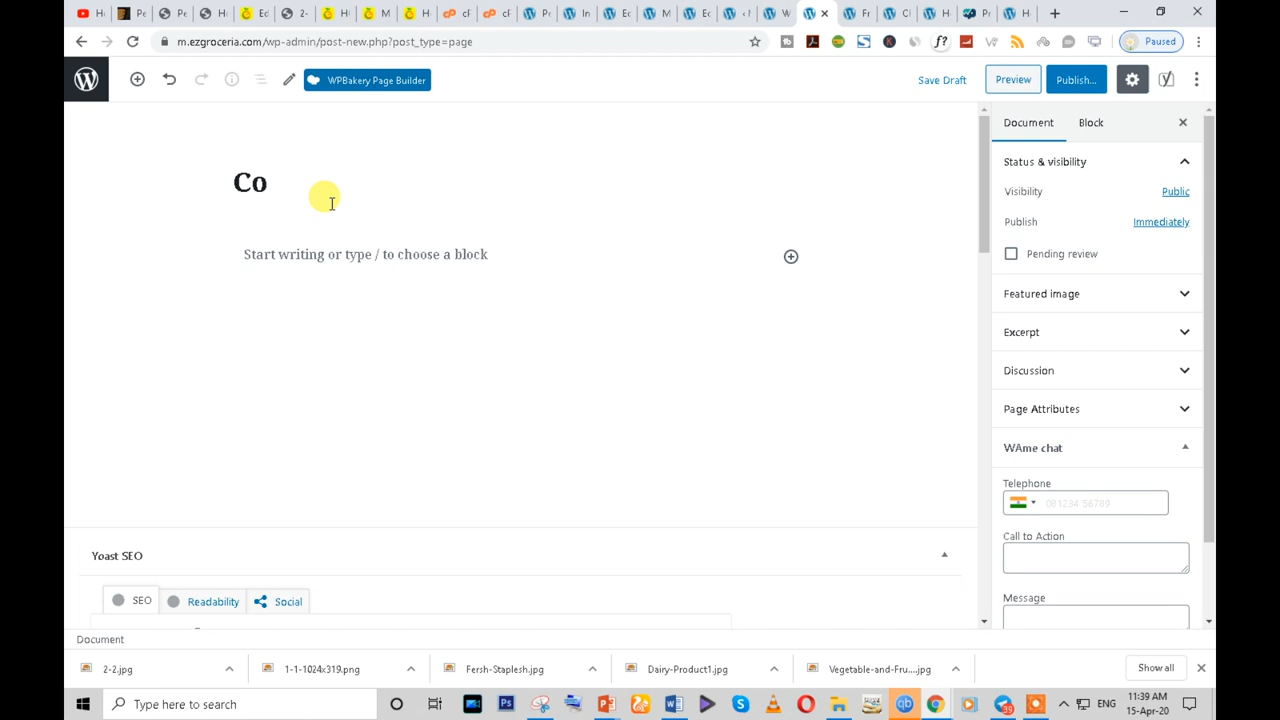 m.ezgroceria.com/wp-admin/post-new.php?post_type=page
Paused
WPBakery Page Builder
Save Draft
Preview
Publish...
Document
Block
Co
Start writing or type / to choose a block
Status & visibility
Visibility
Public
Publish
Immediately
Pending review
Featured image
Excerpt
Discussion
Page Attributes
WAme chat
Telephone
081234 56789
Call to Action
Message
Yoast SEO
SEO
Readability
Social
Document
2-2.jpg
1-1-1024x319.png
Fersh-Staplesh.jpg
Dairy-Product1.jpg
Vegetable-and-Fru....jpg
Show all
Type here to search
ENG
11:39 AM
15-Apr-20